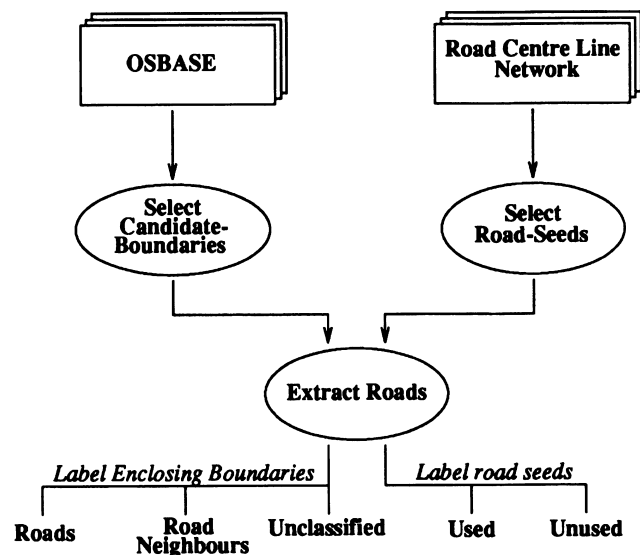 OSBASE
Road Centre Line
Network
Select
Candidate-
Boundaries
Select
Road-Seeds
Extract Roads
Label Enclosing Boundaries
Label road seeds
Roads
Road
Neighbours
Unclassified
Used
Unused